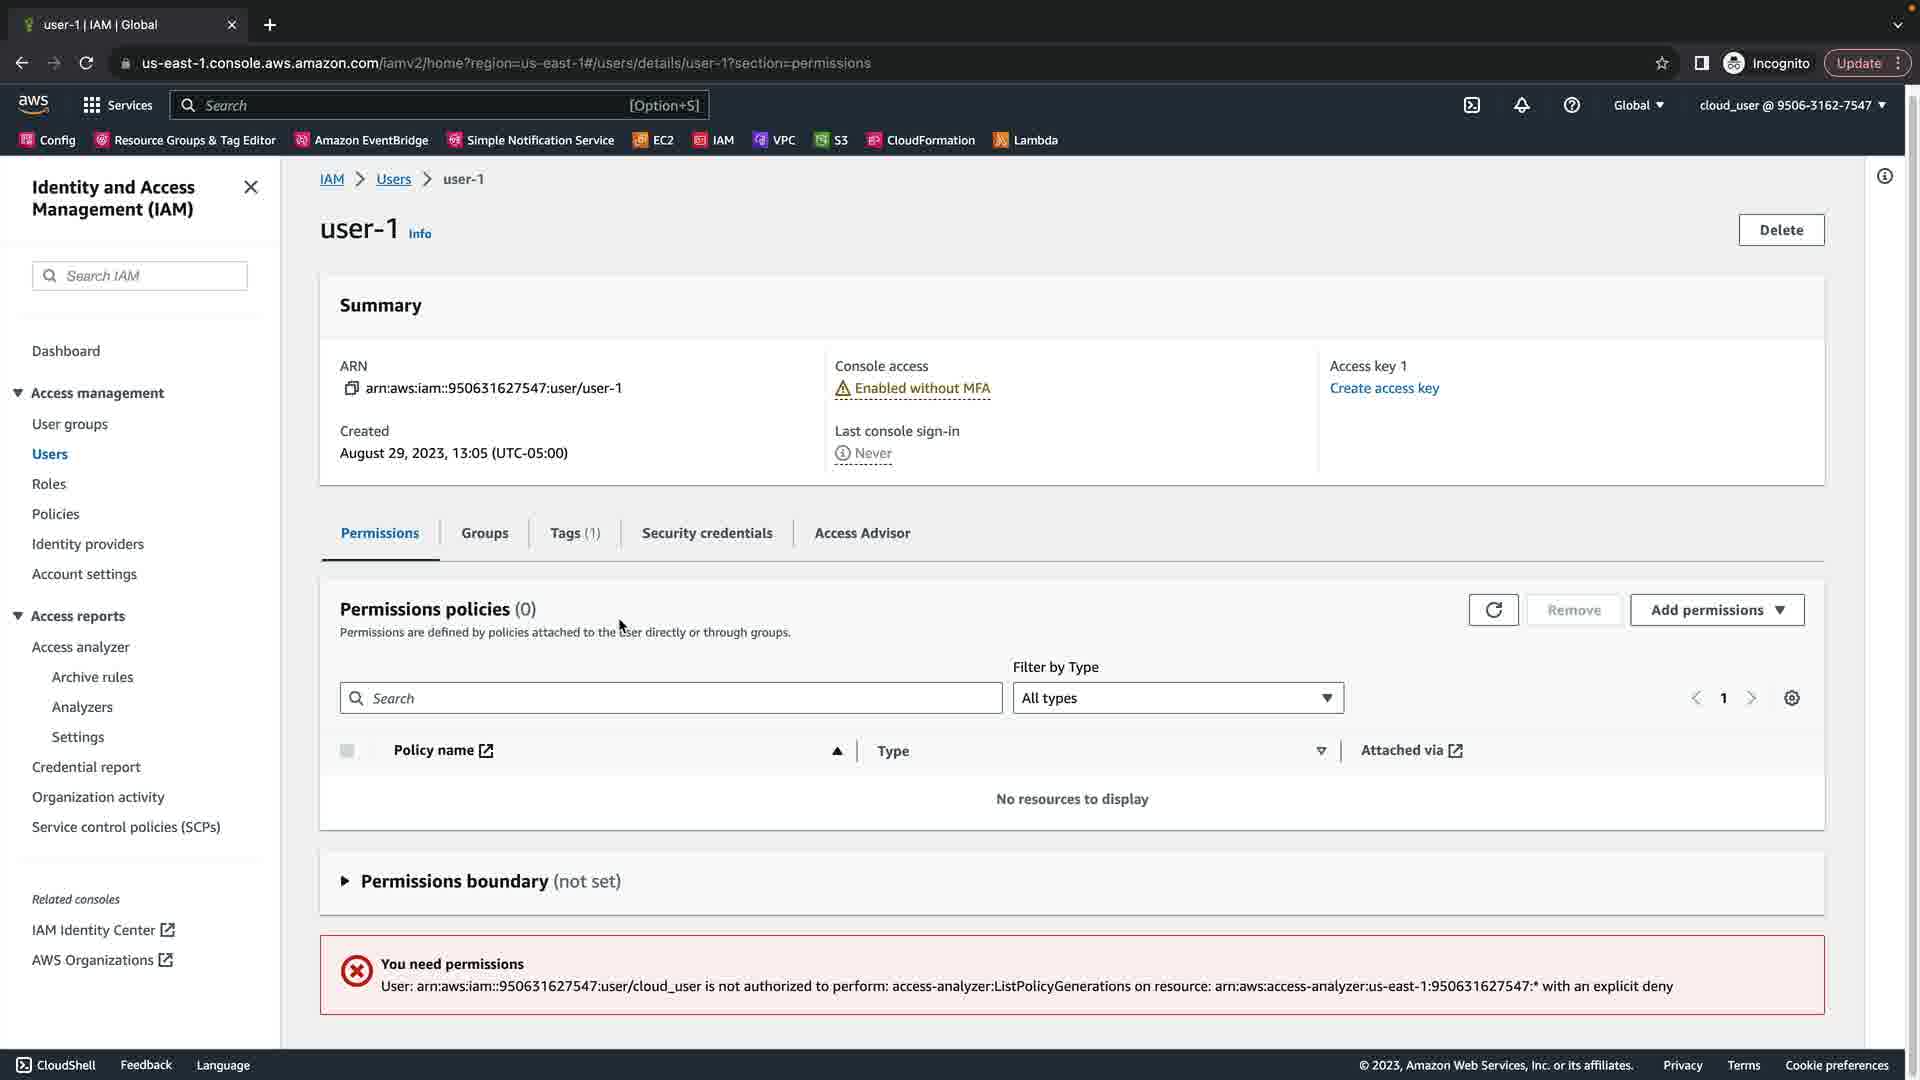 user-1 | IAM | Global
us-east-1.console.aws.amazon.com/iamv2/home?region=us-east-1#/users/details/user-1?section=permissions
Incognito
Update
aws
Services
Search
[Option+S]
Global
cloud_user @ 9506-3162-7547
Config
Resource Groups & Tag Editor
Amazon EventBridge
Simple Notification Service
EC2
IAM
VPC
S3
CloudFormation
Lambda
Identity and Access
Management (IAM)
Search IAM
Dashboard
Access management
User groups
Users
Roles
Policies
Identity providers
Account settings
Access reports
Access analyzer
Archive rules
Analyzers
Settings
Credential report
Organization activity
Service control policies (SCPs)
Related consoles
IAM Identity Center
AWS Organizations
IAM > Users > user-1
user-1 Info
Delete
Summary
ARN
arn:aws:iam::950631627547:user/user-1
Created
August 29, 2023, 13:05 (UTC-05:00)
Console access
Enabled without MFA
Last console sign-in
Never
Access key 1
Create access key
Permissions
Groups
Tags (1)
Security credentials
Access Advisor
Permissions policies (0)
Permissions are defined by policies attached to the user directly or through groups.
Remove
Add permissions
Filter by Type
Search
All types
1
Policy name
Type
Attached via
No resources to display
Permissions boundary (not set)
You need permissions
User: arn:aws:iam::950631627547:user/cloud_user is not authorized to perform: access-analyzer:ListPolicyGenerations on resource: arn:aws:access-analyzer:us-east-1:950631627547:* with an explicit deny
CloudShell
Feedback
Language
© 2023, Amazon Web Services, Inc. or its affiliates.
Privacy
Terms
Cookie preferences